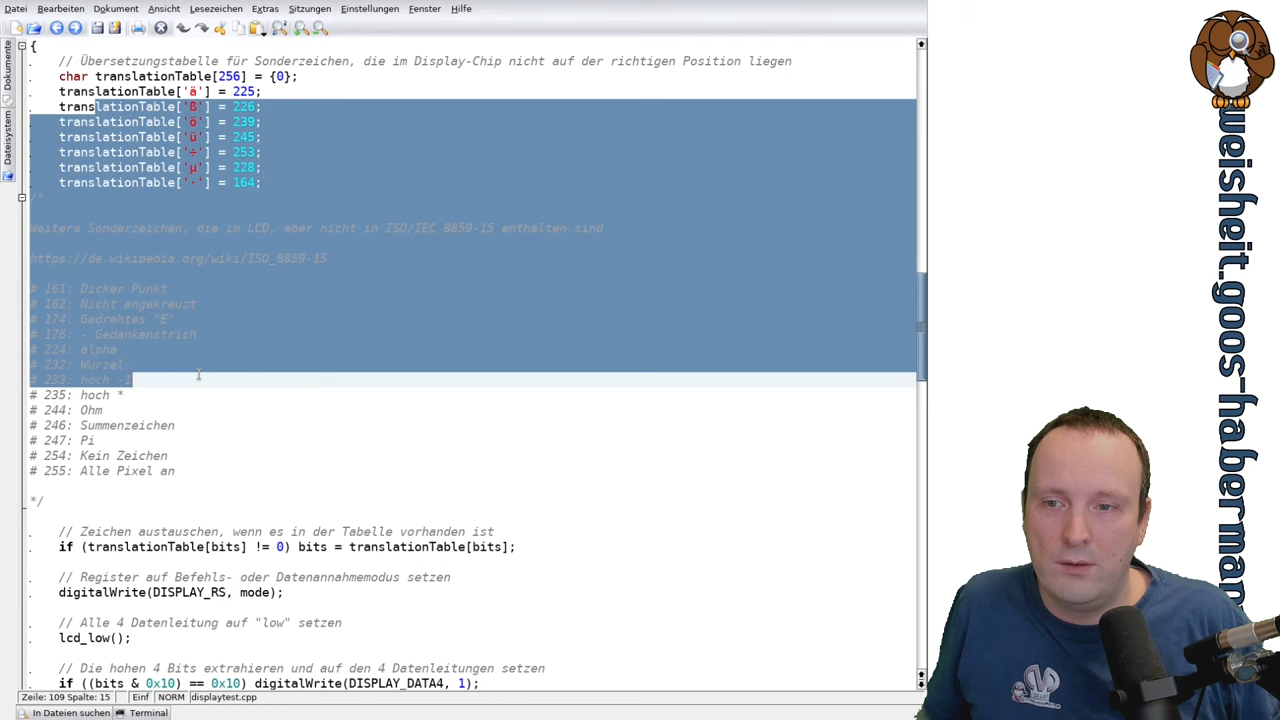 Datei Bearbeiten Dokument Ansicht Lesezeichen Extras Sitzungen Einstellungen Fenster Hilfe
Dokumente
Dateisystem
{
// Übersetzungstabelle für Sonderzeichen, die im Display-Chip nicht auf der richtigen Position liegen
char translationTable[256] = {0};
translationTable['ä'] = 225;
translationTable['ß'] = 226;
translationTable['ö'] = 239;
translationTable['ü'] = 245;
translationTable['÷'] = 253;
translationTable['µ'] = 228;
translationTable['·'] = 164;
/*
Weitere Sonderzeichen, die im LCD, aber nicht in ISO/IEC 8859-15 enthalten sind
https://de.wikipedia.org/wiki/ISO_8859-15
# 161: Dicker Punkt
# 162: Nicht angekreuzt
# 174: Gedrehtes "E"
# 176: - Gedankenstrich
# 224: alpha
# 232: Wurzel
# 233: hoch -1
# 235: hoch *
# 244: Ohm
# 246: Summenzeichen
# 247: Pi
# 254: Kein Zeichen
# 255: Alle Pixel an
*/
// Zeichen austauschen, wenn es in der Tabelle vorhanden ist
if (translationTable[bits] != 0) bits = translationTable[bits];
// Register auf Befehls- oder Datenannahmemodus setzen
digitalWrite(DISPLAY_RS, mode);
// Alle 4 Datenleitung auf "low" setzen
lcd_low();
// Die hohen 4 Bits extrahieren und auf den 4 Datenleitungen setzen
if ((bits & 0x10) == 0x10) digitalWrite(DISPLAY_DATA4, 1);
Zeile: 109 Spalte: 15 Einf NORM displaytest.cpp
In Dateien suchen Terminal
weisheit.goos-haberman